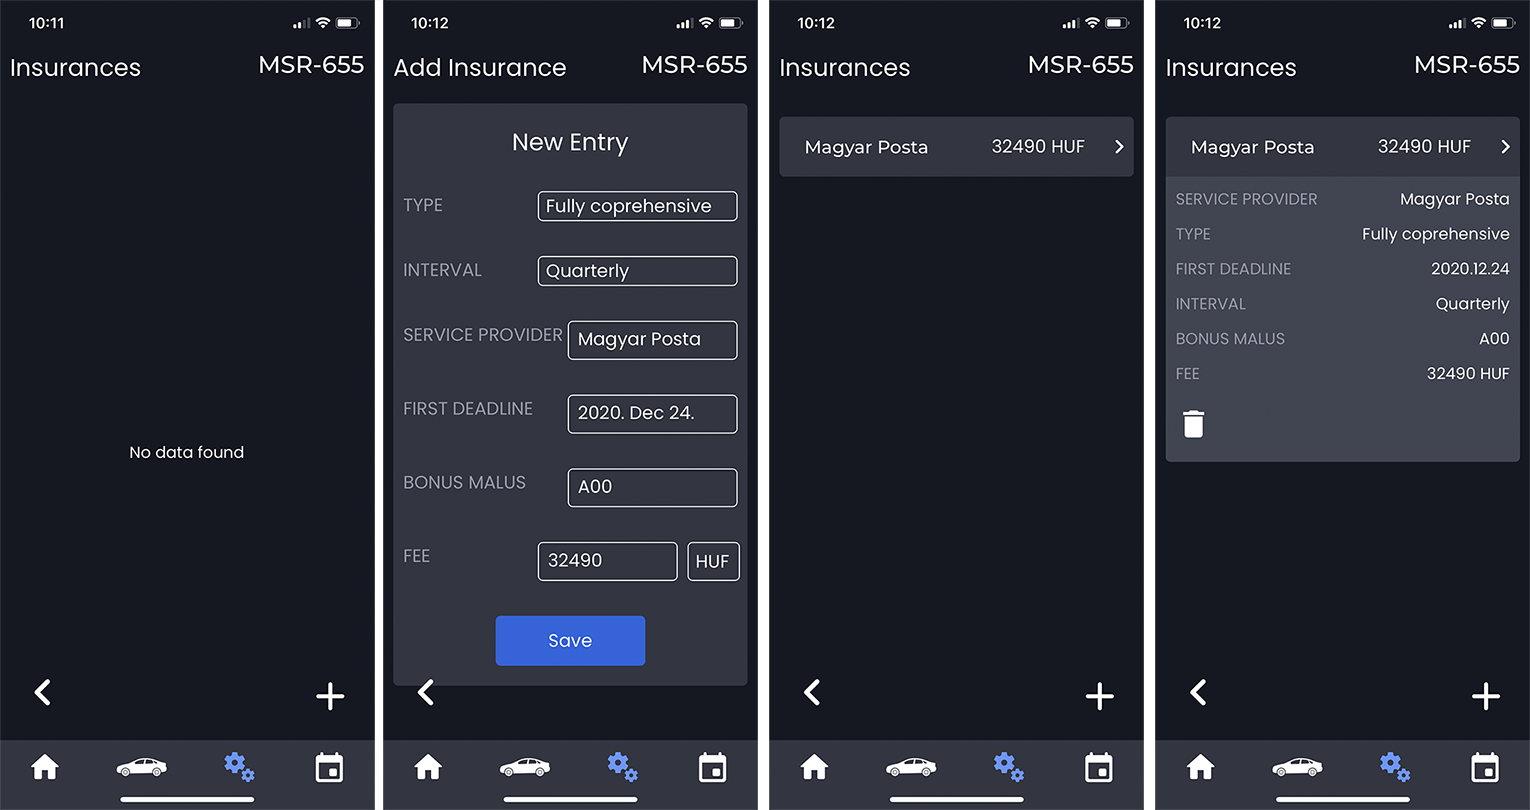 10:11
Insurances MSR-655
No data found
10:12
Add Insurance MSR-655
New Entry
TYPE Fully coprehensive
INTERVAL Quarterly
SERVICE PROVIDER Magyar Posta
FIRST DEADLINE 2020. Dec 24.
BONUS MALUS A00
FEE 32490 HUF
Save
10:12
Insurances MSR-655
Magyar Posta 32490 HUF
10:12
Insurances MSR-655
Magyar Posta 32490 HUF
SERVICE PROVIDER Magyar Posta
TYPE Fully coprehensive
FIRST DEADLINE 2020.12.24
INTERVAL Quarterly
BONUS MALUS A00
FEE 32490 HUF